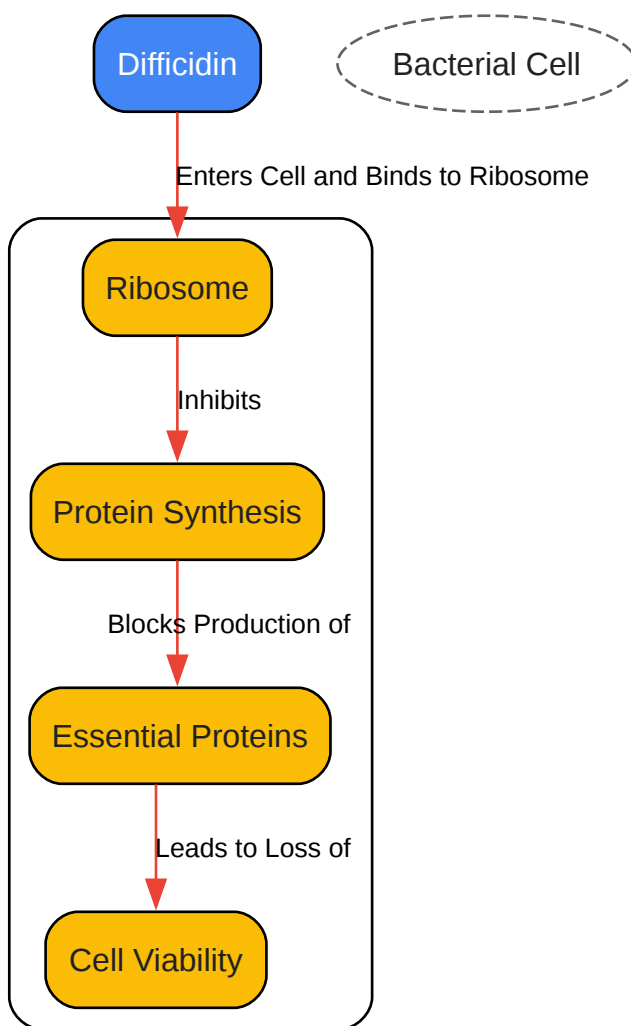 Difficidin
Bacterial Cell
Enters Cell and Binds to Ribosome
Ribosome
Inhibits
Protein Synthesis
Blocks Production of
Essential Proteins
Leads to Loss of
Cell Viability